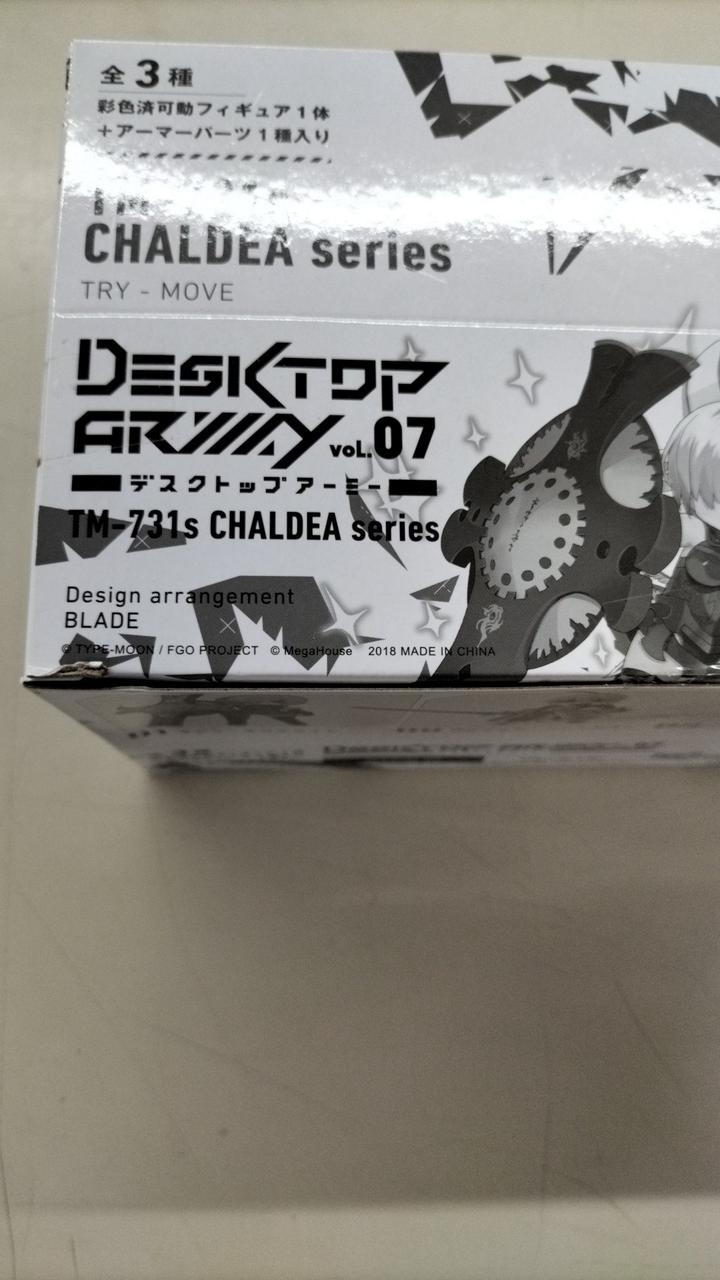 全3種
彩色済可動フィギュア1体
+アーマーパーツ1種入り
CHALDEA series
TRY - MOVE
DESKTOP
ARMY VOL.07
デスクトップアーミー
TM-731s CHALDEA series
Design arrangement
BLADE
© TYPE-MOON / FGO PROJECT © MegaHouse 2018 MADE IN CHINA